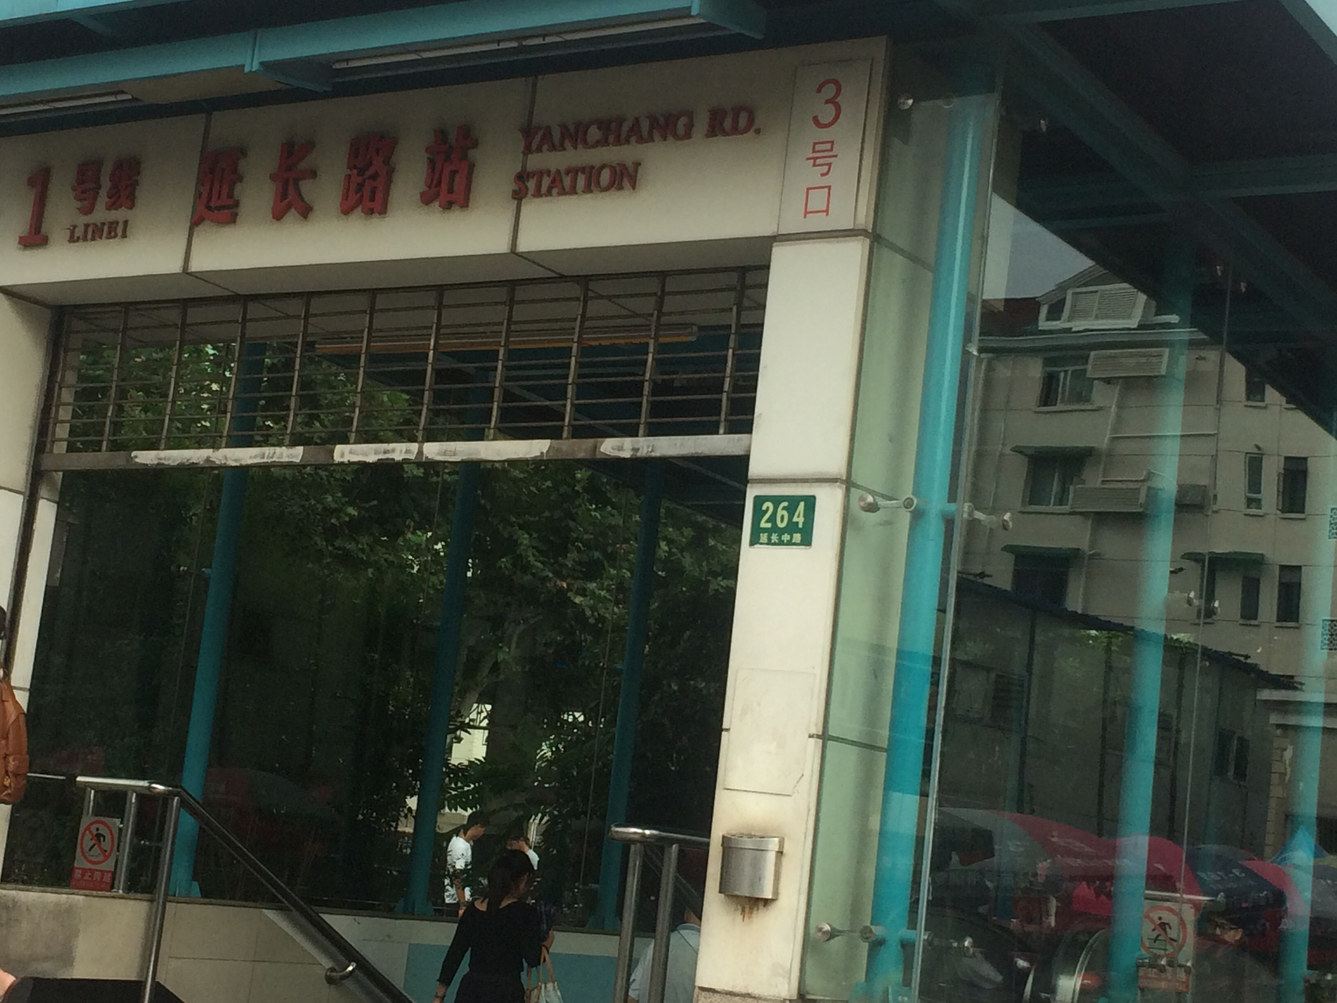 1号线
LINE1
延长路站
YANCHANG RD.
STATION
3
号
口
264
延长中路